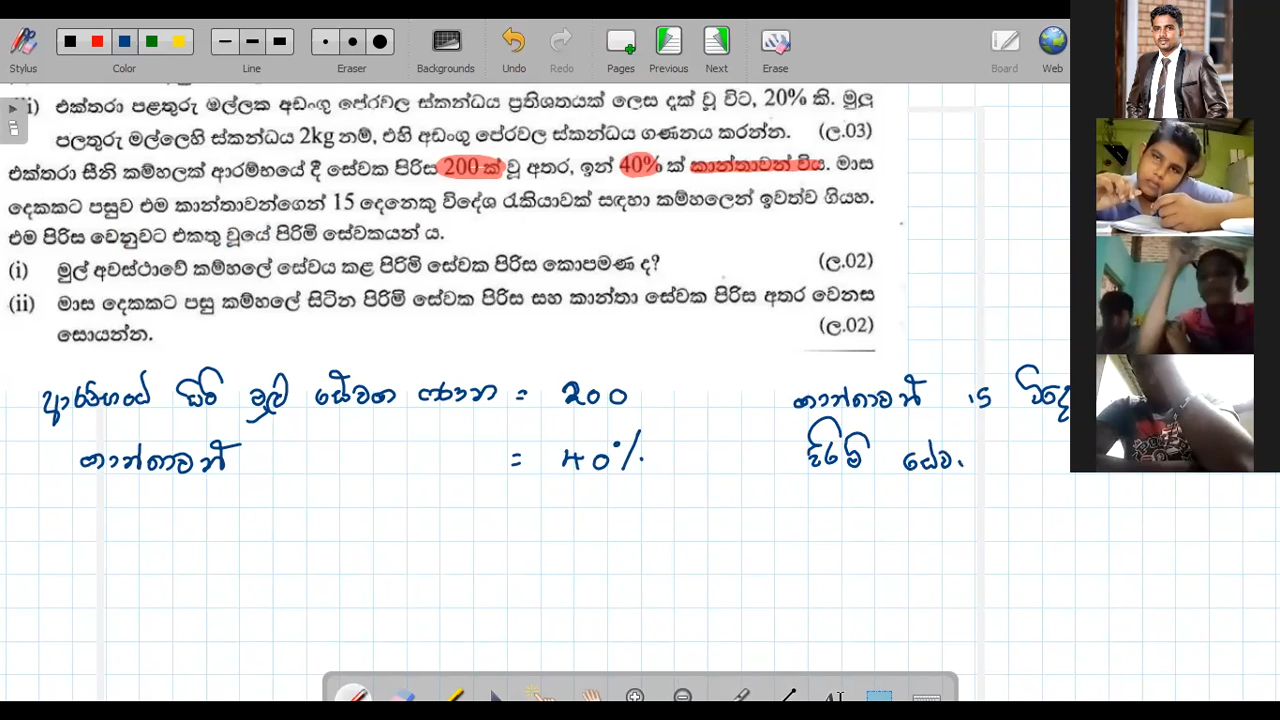 Stylus Color Line Eraser Backgrounds Undo Redo Pages Previous Next Erase Board Web
i) එක්තරා පළතුරු මල්ලක අඩංගු පේරවල ස්කන්ධය ප්‍රතිශතයක් ලෙස දක් වූ විට, 20% කි. මුලු
පලතුරු මල්ලෙහි ස්කන්ධය 2kg නම්, එහි අඩංගු පේරවල ස්කන්ධය ගණනය කරන්න. (ල.03)
එක්තරා සීනි කම්හලක් ආරම්භයේ දී සේවක පිරිස 200 ක් වූ අතර, ඉන් 40% ක් කාන්තාවන් විය. මාස
දෙකකට පසුව එම කාන්තාවන්ගෙන් 15 දෙනෙකු විදේශ රැකියාවක් සඳහා කම්හලෙන් ඉවත්ව ගියහ.
එම පිරිස වෙනුවට එකතු වූයේ පිරිමි සේවකයන් ය.
(i) මුල් අවස්ථාවේ කම්හලේ සේවය කළ පිරිමි සේවක පිරිස කොපමණ ද? (ල.02)
(ii) මාස දෙකකට පසු කම්හලේ සිටින පිරිමි සේවක පිරිස සහ කාන්තා සේවක පිරිස අතර වෙනස
සොයන්න. (ල.02)
ආරම්භයේ සිටි මුළු සේවක ගණන = 200
කාන්තාවන් = 40%
කාන්තාවන් 15 විදේ
පිරිමි සේව